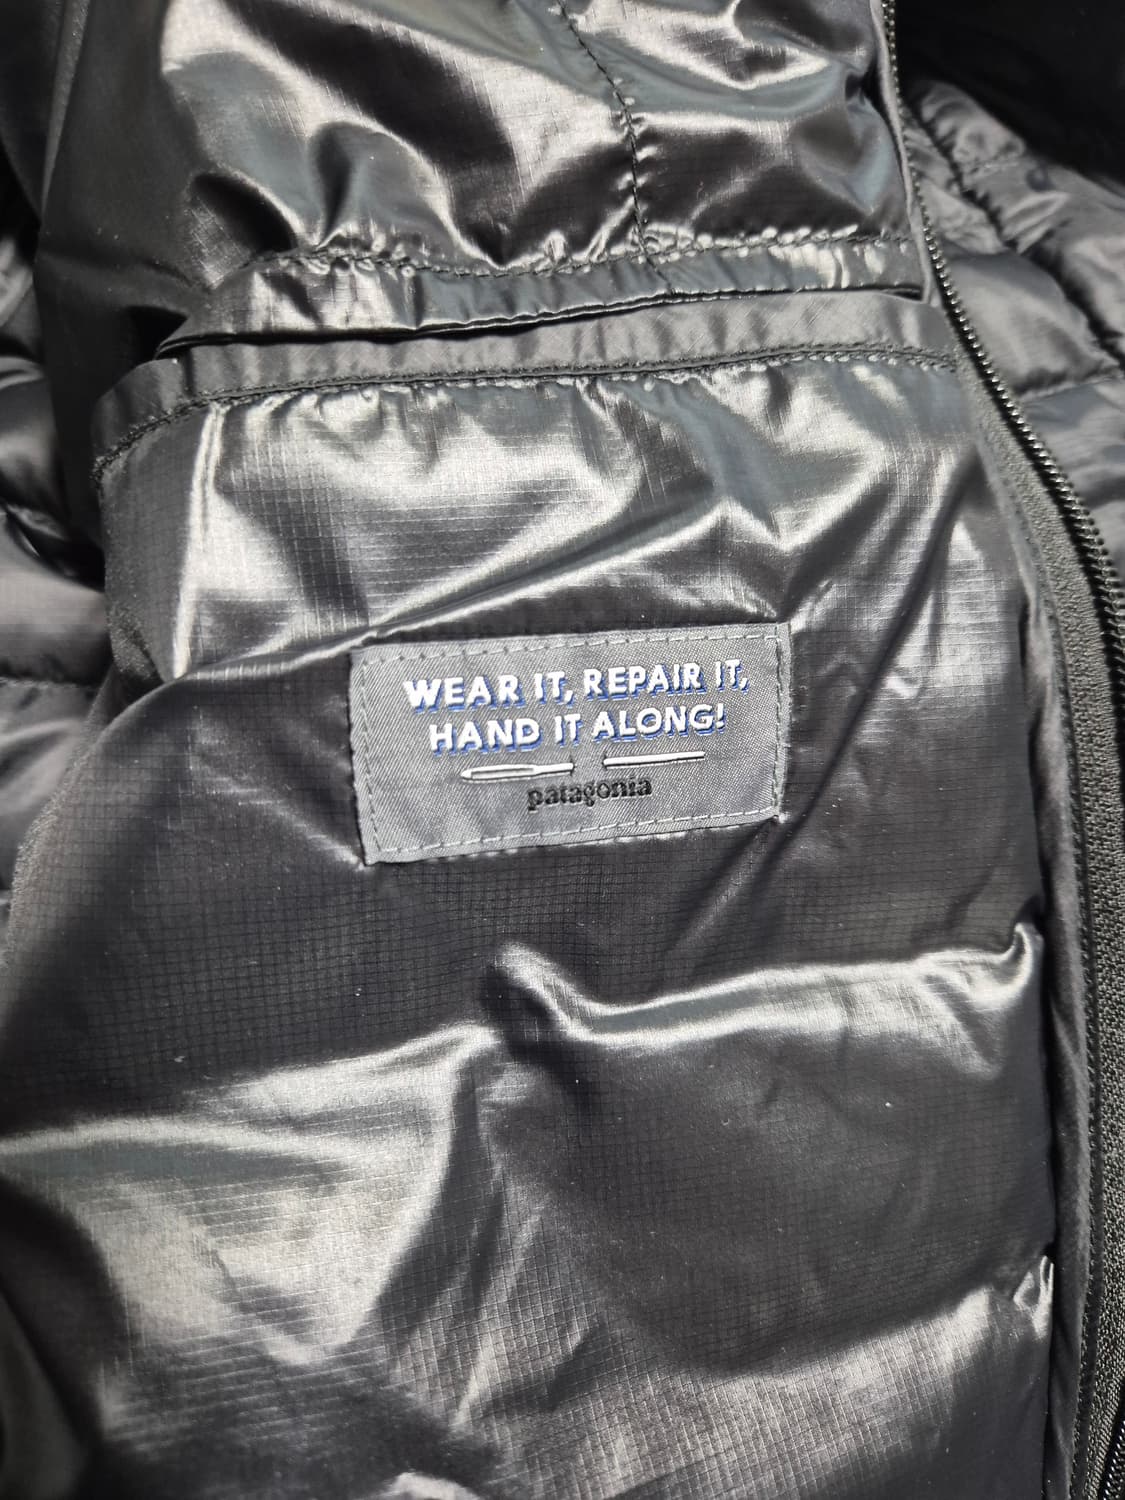 WEAR IT, REPAIR IT,
HAND IT ALONG!
patagonia